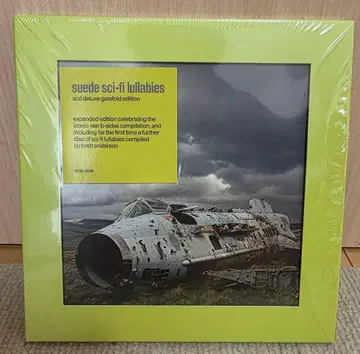 suede sci-fi lullabies
3cd deluxe gatefold edition
expanded edition celebrating the
iconic b-sides compilation, and
including for the first time a further
disc of sci-fi lullabies compiled
by brett anderson